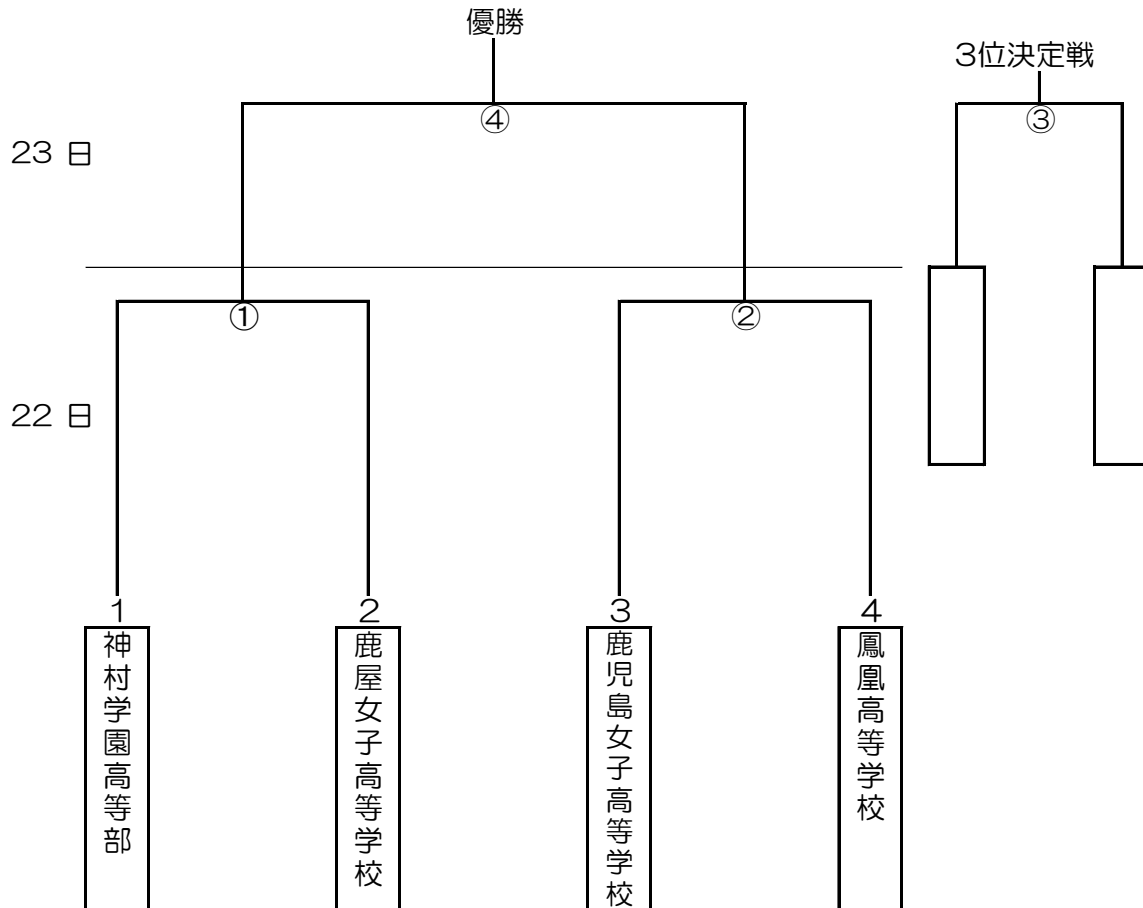 優勝
3位決定戦
④
③
23 日
①
②
22 日
1
2
3
4
神村学園高等部
鹿屋女子高等学校
鹿児島女子高等学校
鳳凰高等学校